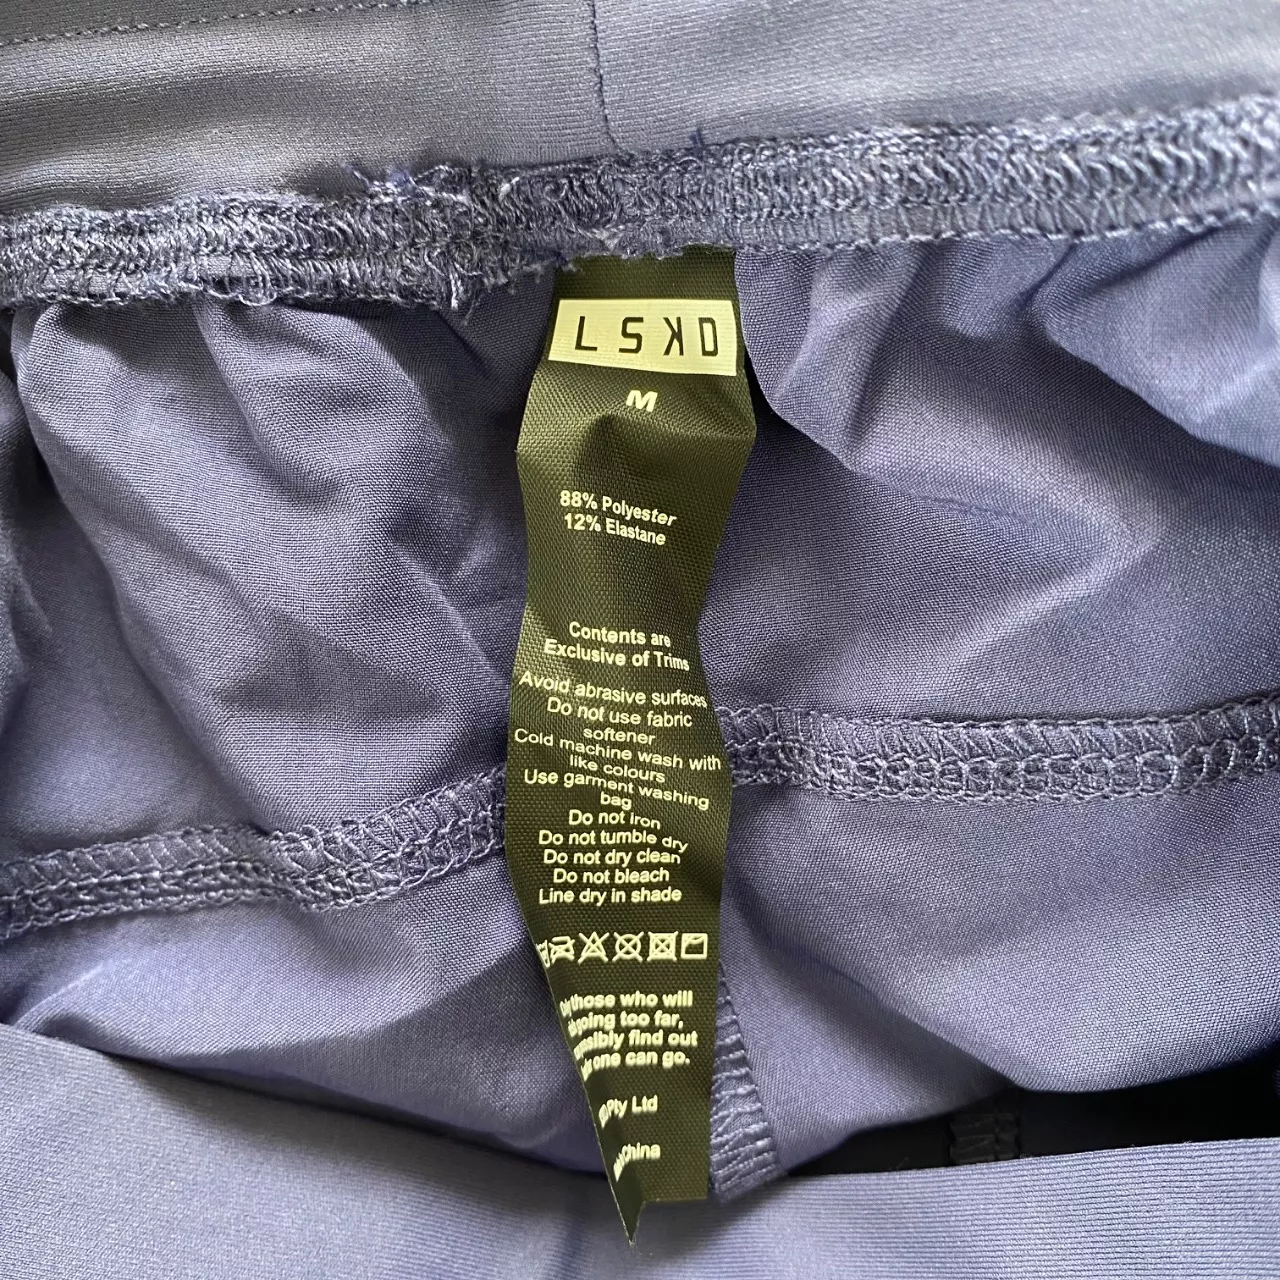 LSKD
M
88% Polyester
12% Elastane
Contents are
Exclusive of Trims
Avoid abrasive surfaces
Do not use fabric
softener
Cold machine wash with
like colours
Use garment washing
bag
Do not iron
Do not tumble dry
Do not dry clean
Do not bleach
Line dry in shade
those who will
going too far,
find out
one can go.
Pty Ltd
China